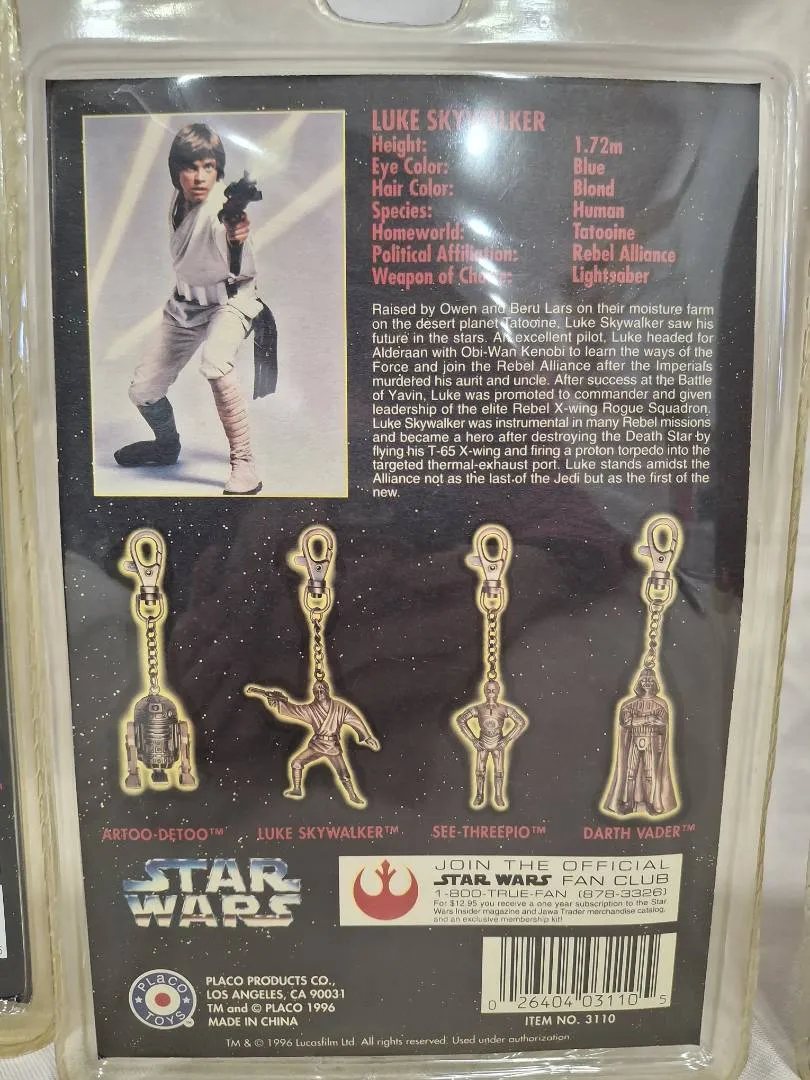 LUKE SKYWALKER
Height: 1.72m
Eye Color: Blue
Hair Color: Blond
Species: Human
Homeworld: Tatooine
Political Affiliation: Rebel Alliance
Weapon of Choice: Lightsaber
Raised by Owen and Beru Lars on their moisture farm
on the desert planet Tatooine, Luke Skywalker saw his
future in the stars. An excellent pilot, Luke headed for
Alderaan with Obi-Wan Kenobi to learn the ways of the
Force and join the Rebel Alliance after the Imperials
murdered his aunt and uncle. After success at the Battle
of Yavin, Luke was promoted to commander and given
leadership of the elite Rebel X-wing Rogue Squadron.
Luke Skywalker was instrumental in many Rebel missions
and became a hero after destroying the Death Star by
flying his T-65 X-wing and firing a proton torpedo into the
targeted thermal-exhaust port. Luke stands amidst the
Alliance not as the last of the Jedi but as the first of the
new.
ARTOO-DETOO™ LUKE SKYWALKER™ SEE-THREEPIO™ DARTH VADER™
STAR
WARS
JOIN THE OFFICIAL
STAR WARS FAN CLUB
1-800-TRUE-FAN (878-3326)
For $12.95 you receive a one year subscription to the Star
Wars Insider magazine and Jawa Trader merchandise catalog,
and an exclusive membership kit!
PLACO
TOYS
PLACO PRODUCTS CO.,
LOS ANGELES, CA 90031
TM and © PLACO 1996
MADE IN CHINA
0 26404 03110 5
ITEM NO. 3110
TM & © 1996 Lucasfilm Ltd. All rights reserved. Used under authorization.